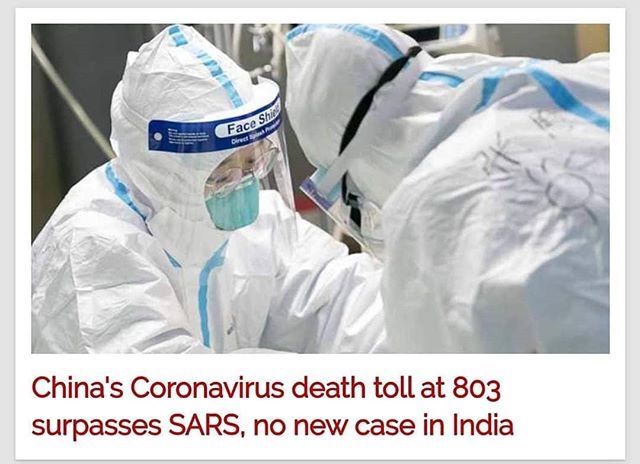 Face Shield
Direct Splash Protection
China's Coronavirus death toll at 803
surpasses SARS, no new case in India